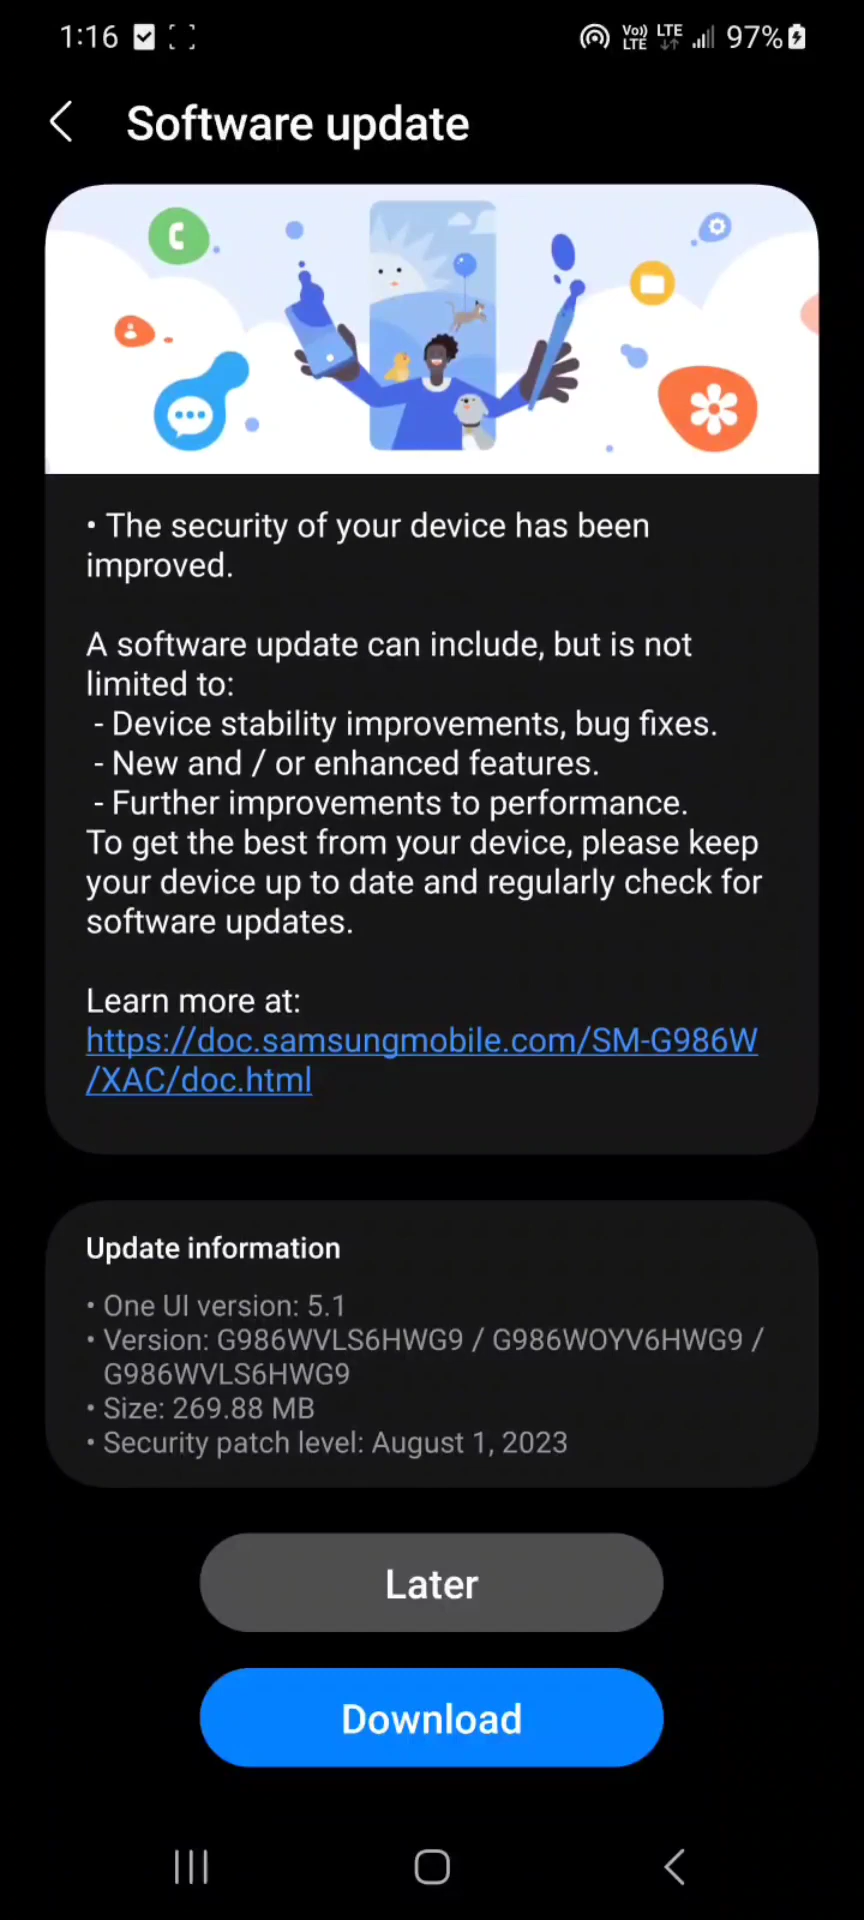 1:16 Vo)) LTE LTE 97%
Software update
• The security of your device has been
improved.
A software update can include, but is not
limited to:
- Device stability improvements, bug fixes.
- New and / or enhanced features.
- Further improvements to performance.
To get the best from your device, please keep
your device up to date and regularly check for
software updates.
Learn more at:
https://doc.samsungmobile.com/SM-G986W
/XAC/doc.html
Update information
• One UI version: 5.1
• Version: G986WVLS6HWG9 / G986WOYV6HWG9 /
G986WVLS6HWG9
• Size: 269.88 MB
• Security patch level: August 1, 2023
Later
Download